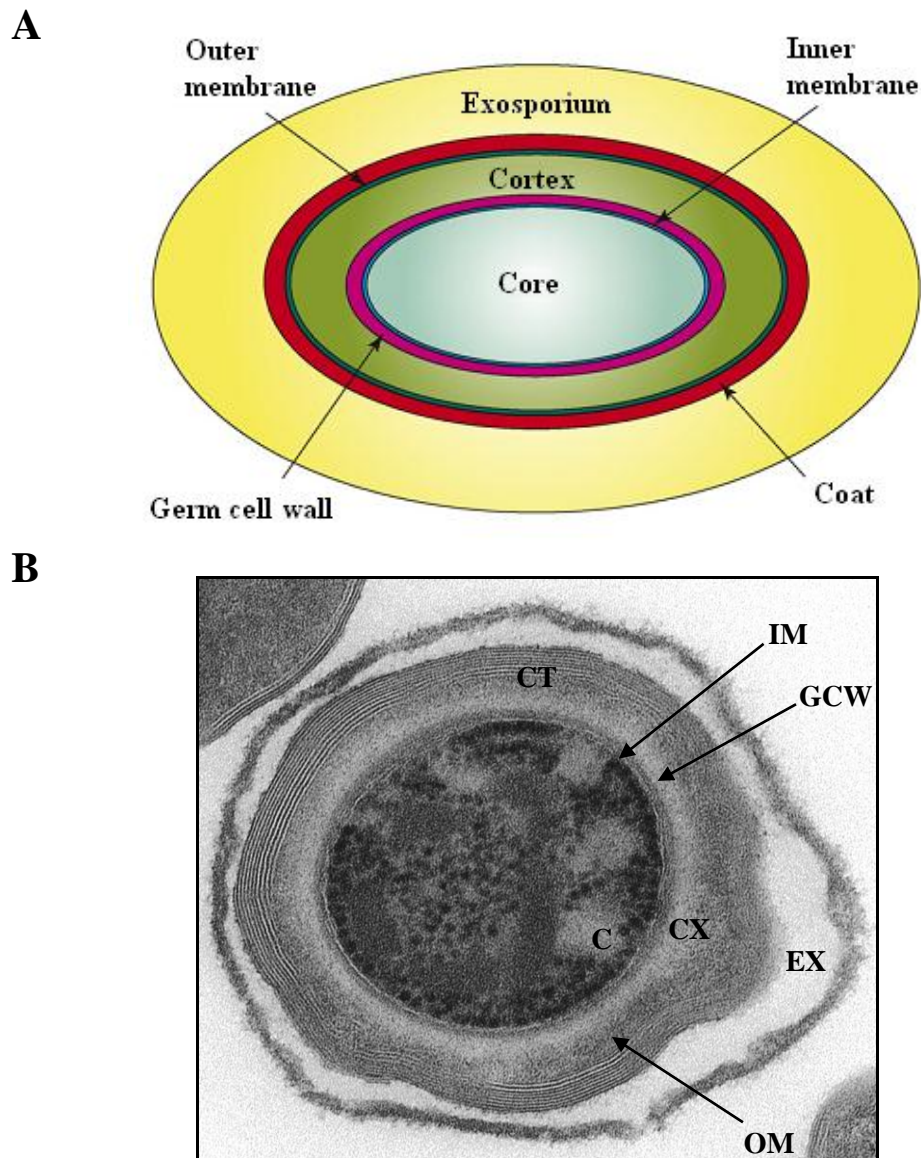 A
Outer
membrane
Inner
membrane
Exosporium
Cortex
Core
Germ cell wall
Coat
B
IM
CT
GCW
C
CX
EX
OM